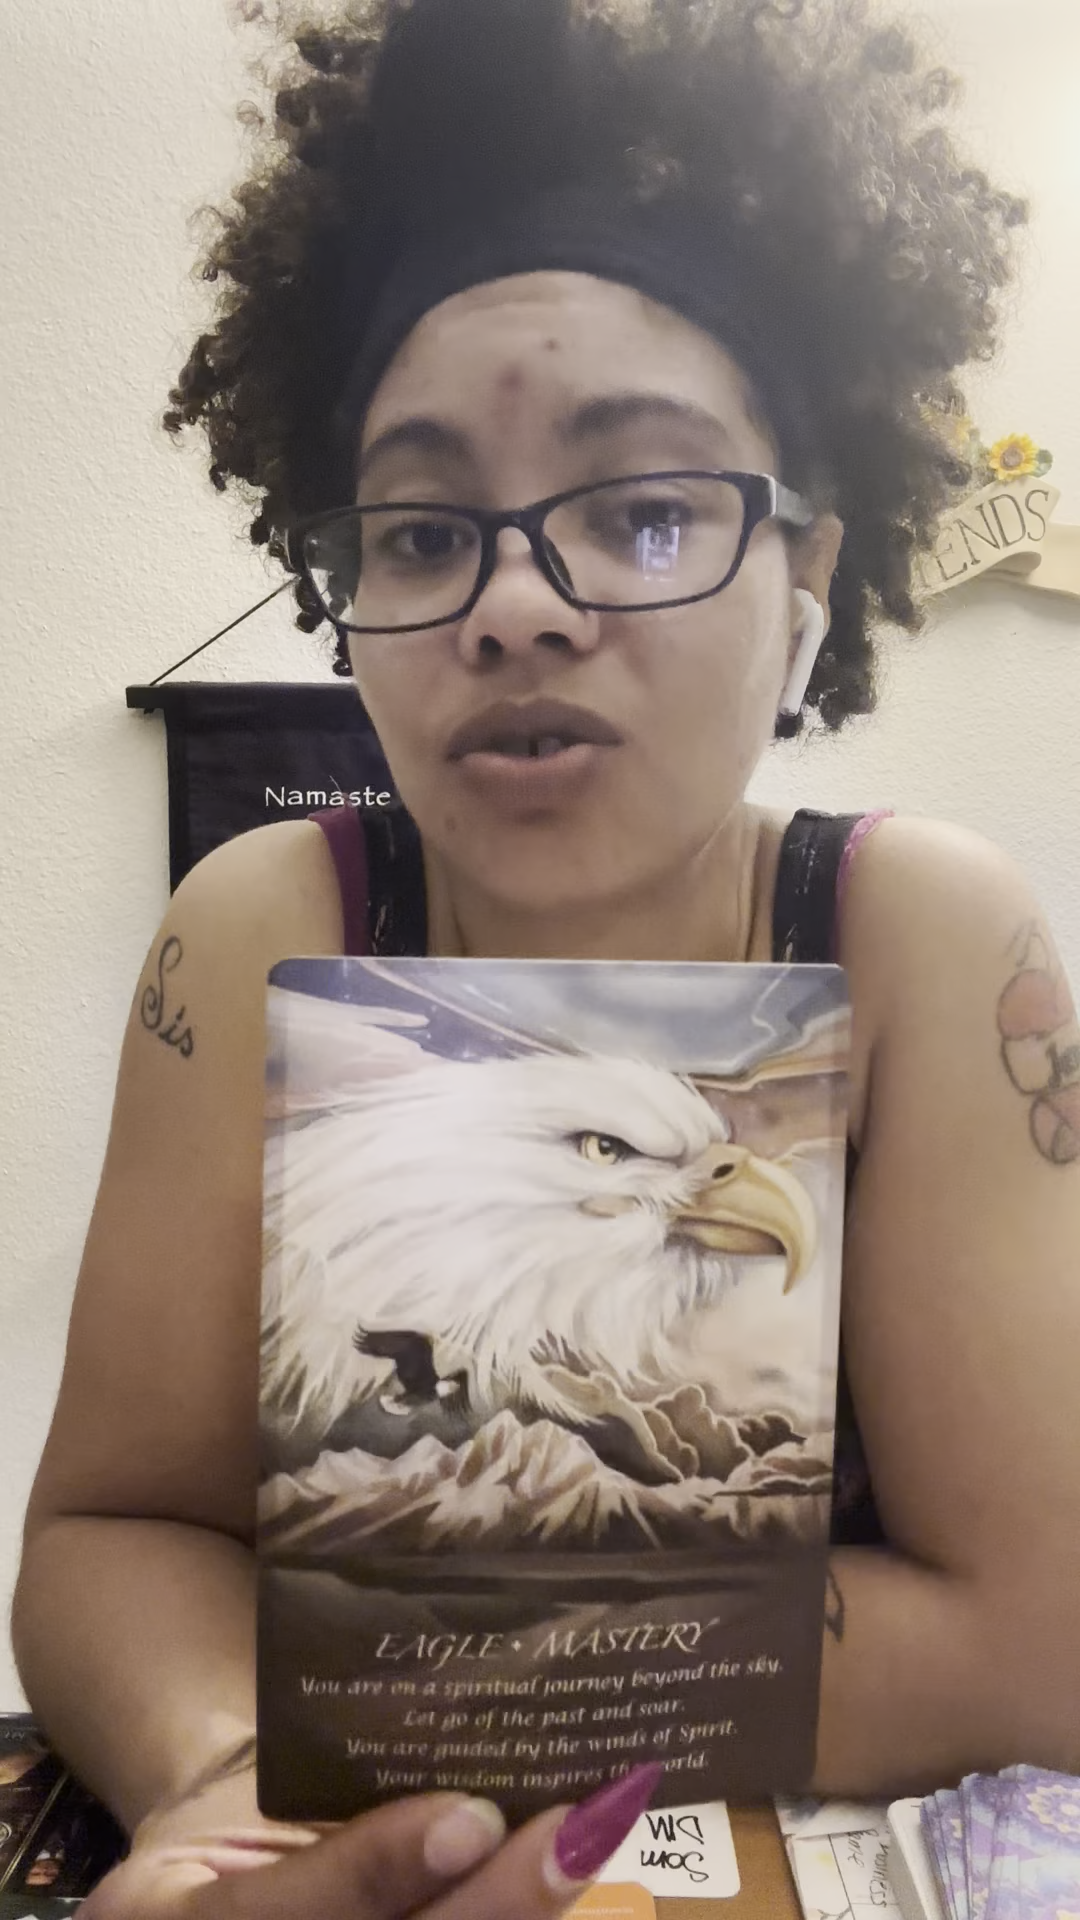 ENDS
Namaste
Sis
EAGLE • MASTERY
You are on a spiritual journey beyond the sky.
Let go of the past and soar.
You are guided by the winds of Spirit.
Your wisdom inspires the world.
Som
DM